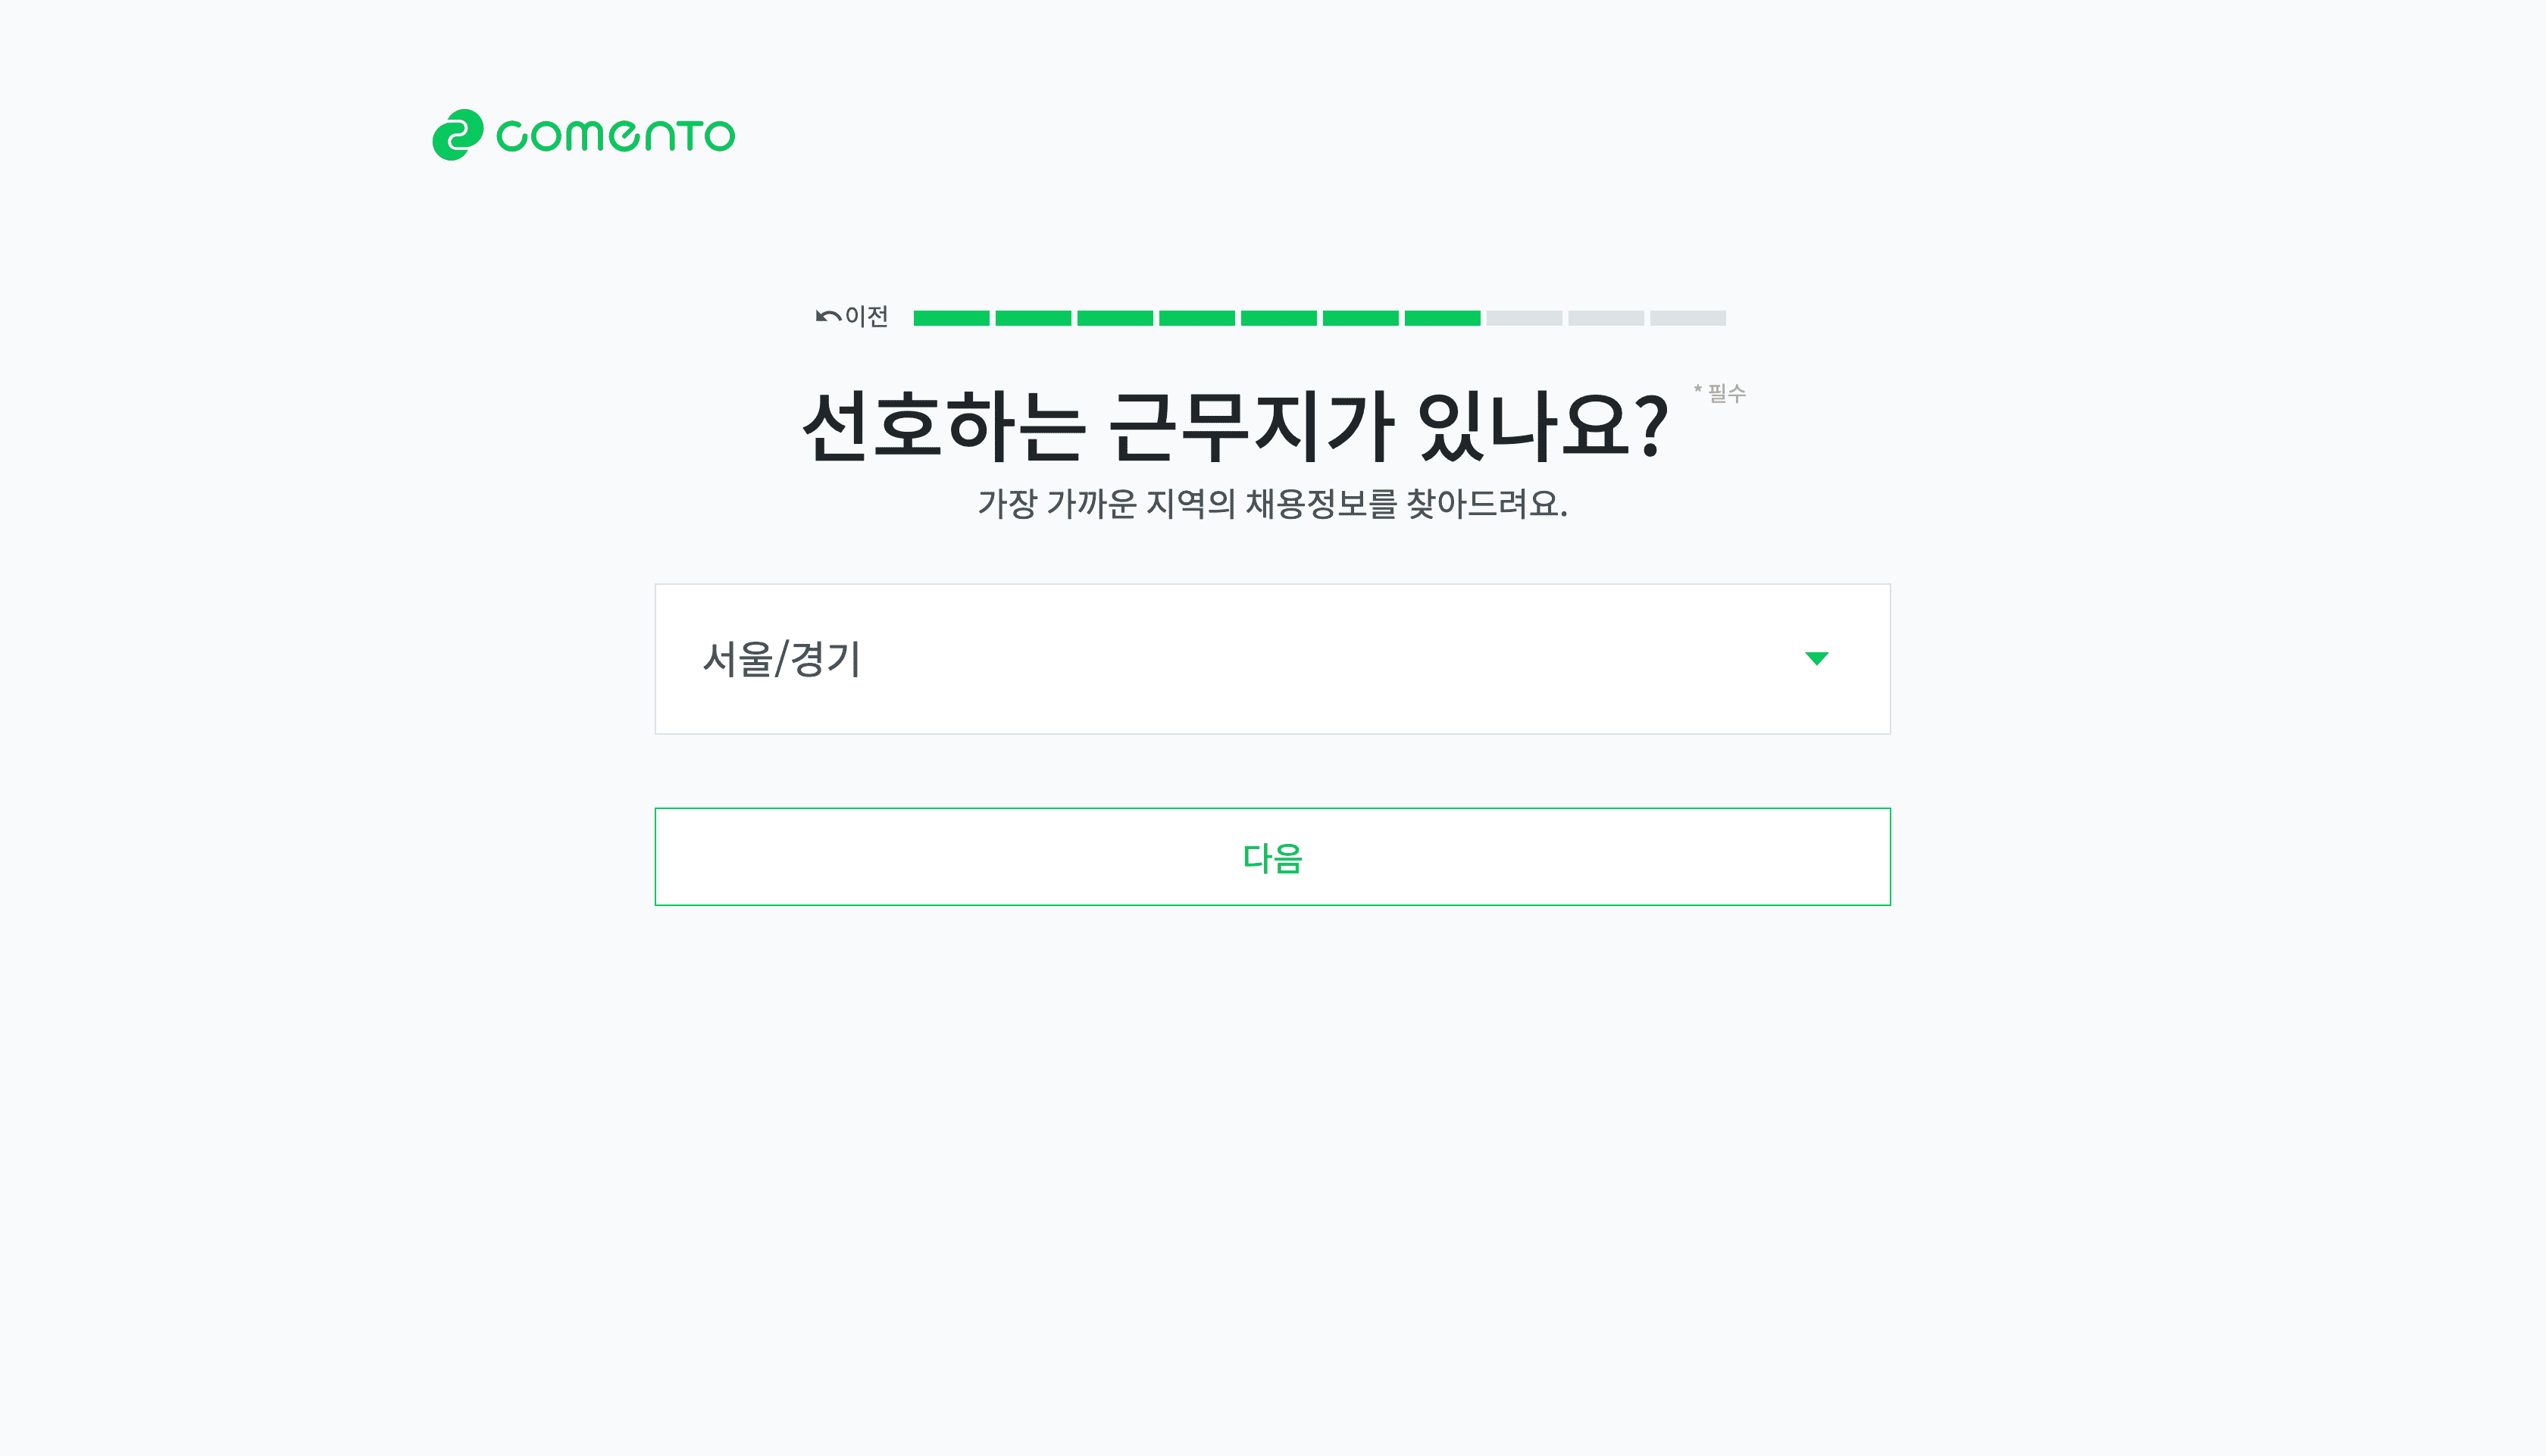 comento
이전
선호하는 근무지가 있나요? * 필수
가장 가까운 지역의 채용정보를 찾아드려요.
서울/경기
다음